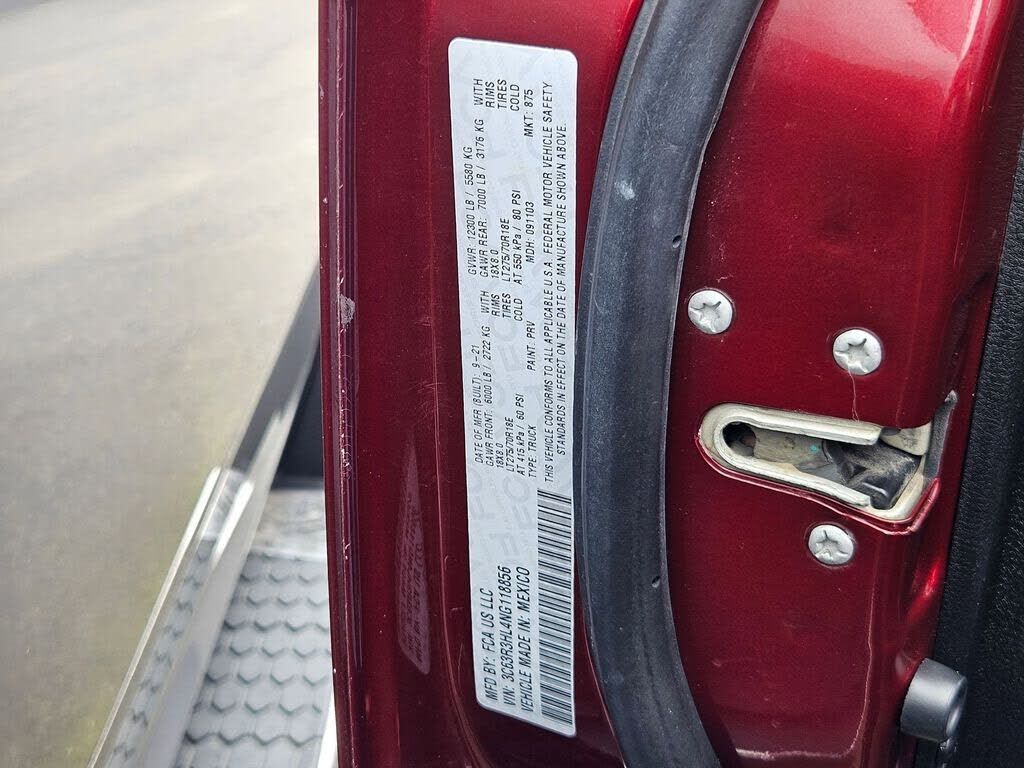 MFD BY: FCA US LLC
VIN: 3C63R3HL4NG118856
VEHICLE MADE IN: MEXICO
DATE OF MFR (BUILT): 9-21
GAWR FRONT: 6000 LB / 2722 KG WITH
18X8.0 RIMS
LT275/70R18E TIRES
AT 415 kPa / 60 PSI COLD
TYPE: TRUCK PAINT: PRV
GVWR: 12300 LB / 5580 KG
GAWR REAR: 7000 LB / 3176 KG WITH
18X8.0 RIMS
LT275/70R18E TIRES
AT 550 kPa / 80 PSI COLD
MDH: 091103 MKT: 875
THIS VEHICLE CONFORMS TO ALL APPLICABLE U.S.A. FEDERAL MOTOR VEHICLE SAFETY
STANDARDS IN EFFECT ON THE DATE OF MANUFACTURE SHOWN ABOVE.